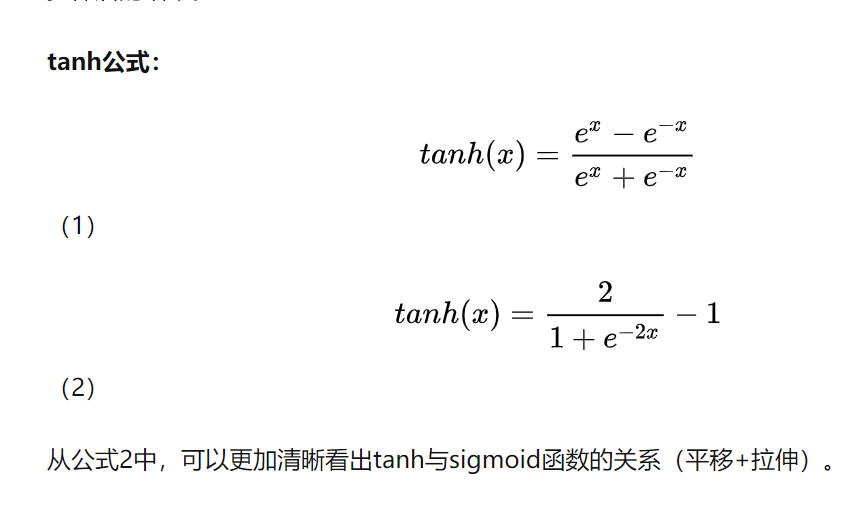 tanh公式：
tanh(x) = \frac{e^x - e^{-x}}{e^x + e^{-x}}
（1）
tanh(x) = \frac{2}{1 + e^{-2x}} - 1
（2）
从公式2中，可以更加清晰看出tanh与sigmoid函数的关系（平移+拉伸）。